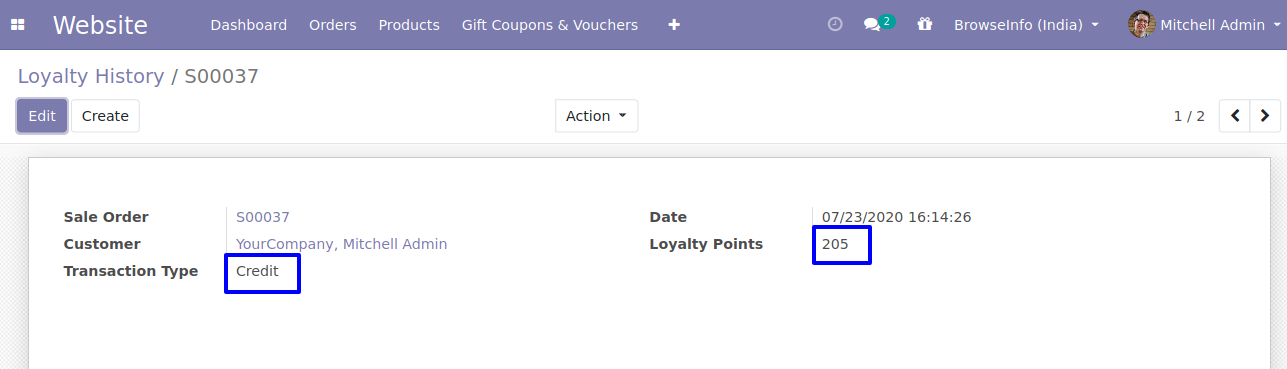 Website Dashboard Orders Products Gift Coupons & Vouchers 2 BrowseInfo (India) Mitchell Admin
Loyalty History / S00037
Edit Create Action 1 / 2
Sale Order S00037 Date 07/23/2020 16:14:26
Customer YourCompany, Mitchell Admin Loyalty Points 205
Transaction Type Credit